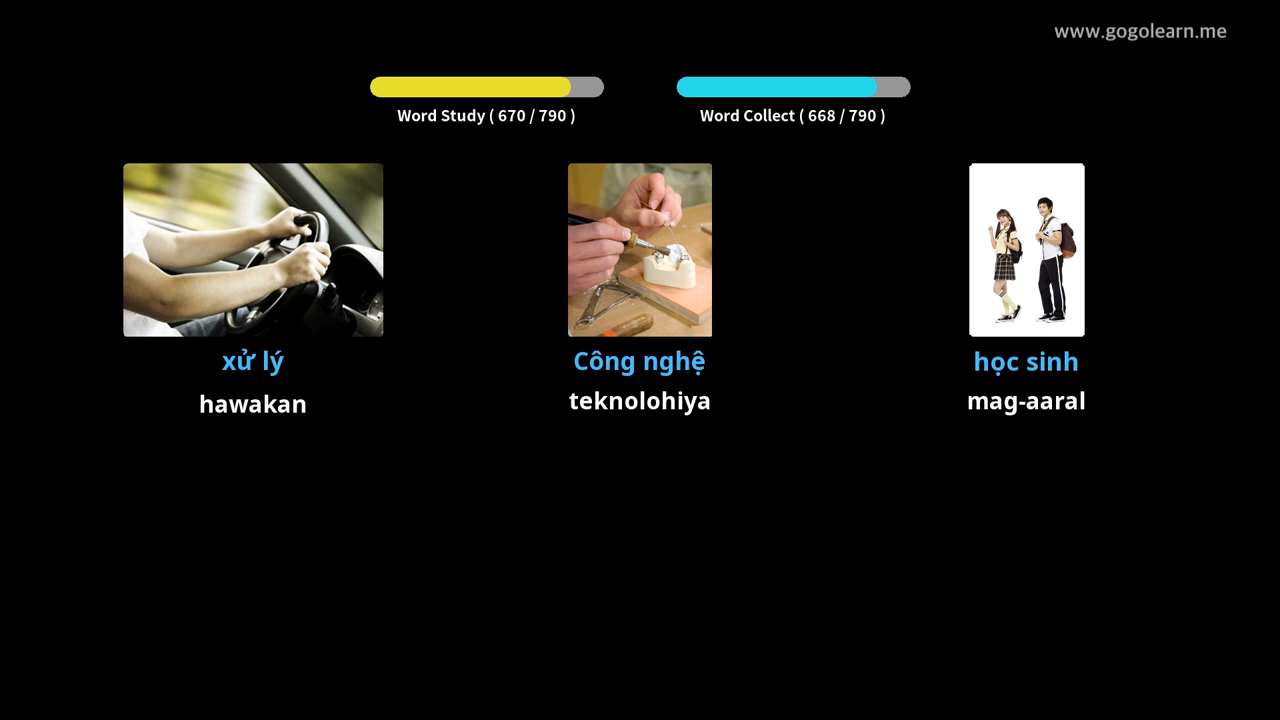 www.gogolearn.me
Word Study ( 670 / 790 )
Word Collect ( 668 / 790 )
xử lý
Công nghệ
học sinh
hawakan
teknolohiya
mag-aaral